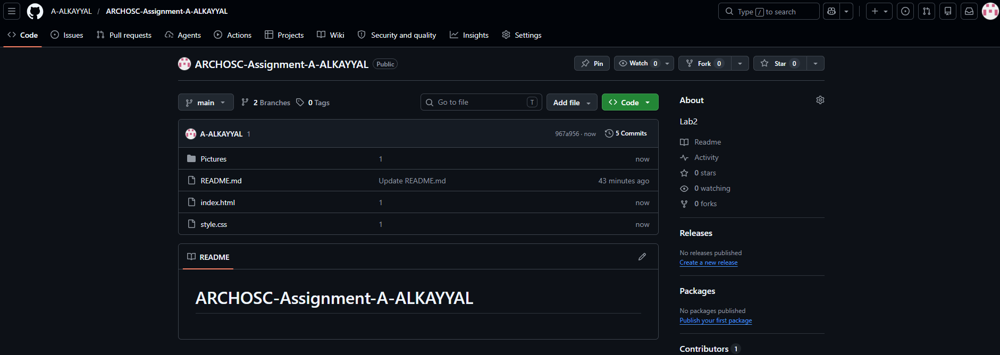 A-ALKAYYAL / ARCHOSC-Assignment-A-ALKAYYAL
Type / to search
Code Issues Pull requests Agents Actions Projects Wiki Security and quality Insights Settings
ARCHOSC-Assignment-A-ALKAYYAL Public
Pin Watch 0 Fork 0 Star 0
main 2 Branches 0 Tags
Go to file T Add file Code
A-ALKAYYAL 1 967a956 · now 5 Commits
Pictures 1 now
README.md Update README.md 43 minutes ago
index.html 1 now
style.css 1 now
README
ARCHOSC-Assignment-A-ALKAYYAL
About
Lab2
Readme
Activity
0 stars
0 watching
0 forks
Releases
No releases published
Create a new release
Packages
No packages published
Publish your first package
Contributors 1